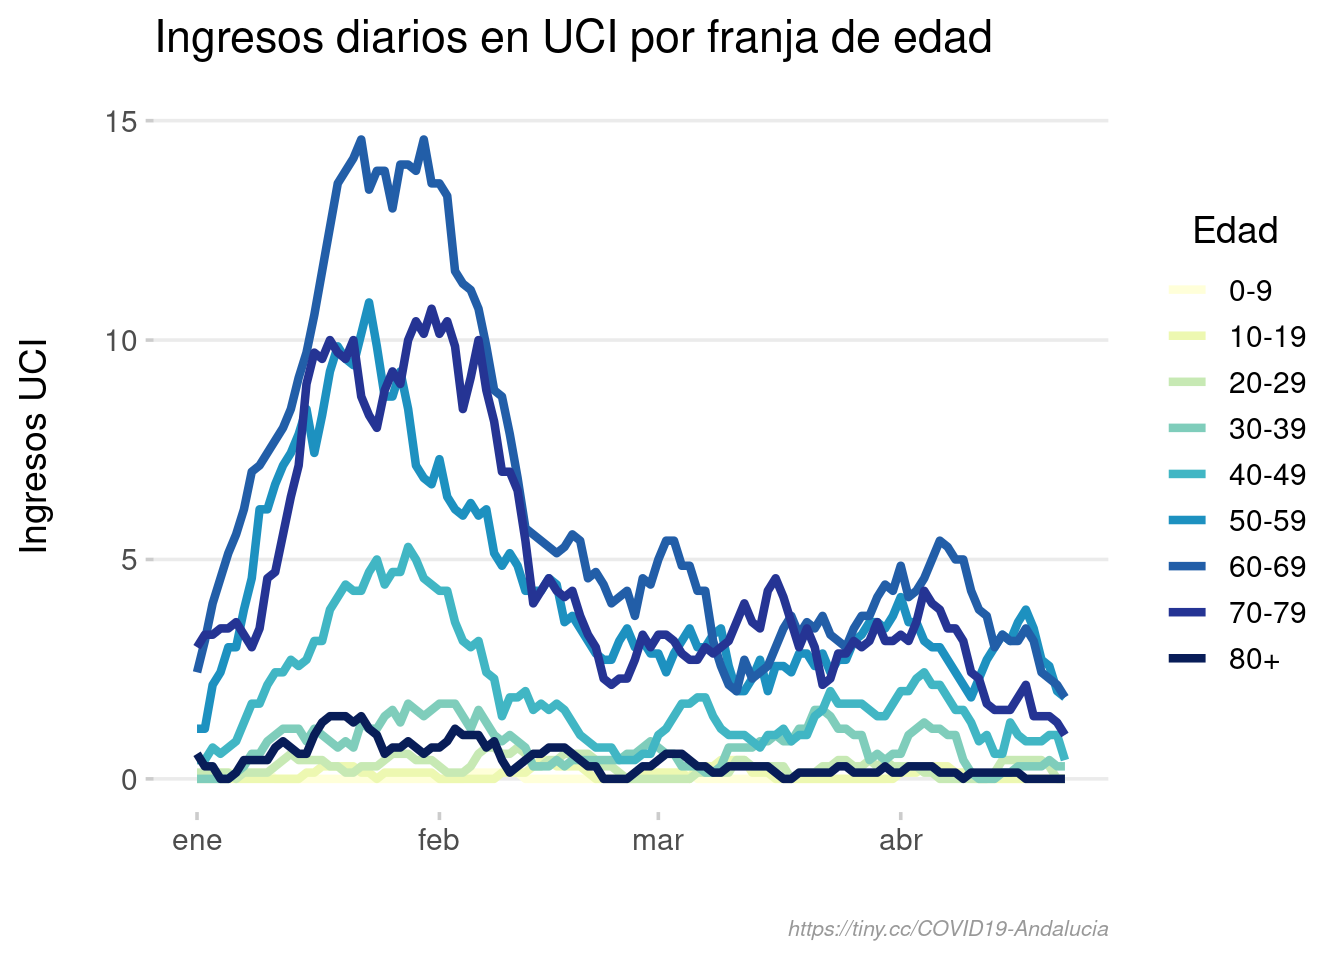 Ingresos diarios en UCI por franja de edad
Ingresos UCI
15
10
5
0
ene
feb
mar
abr
Edad
0-9
10-19
20-29
30-39
40-49
50-59
60-69
70-79
80+
https://tiny.cc/COVID19-Andalucia